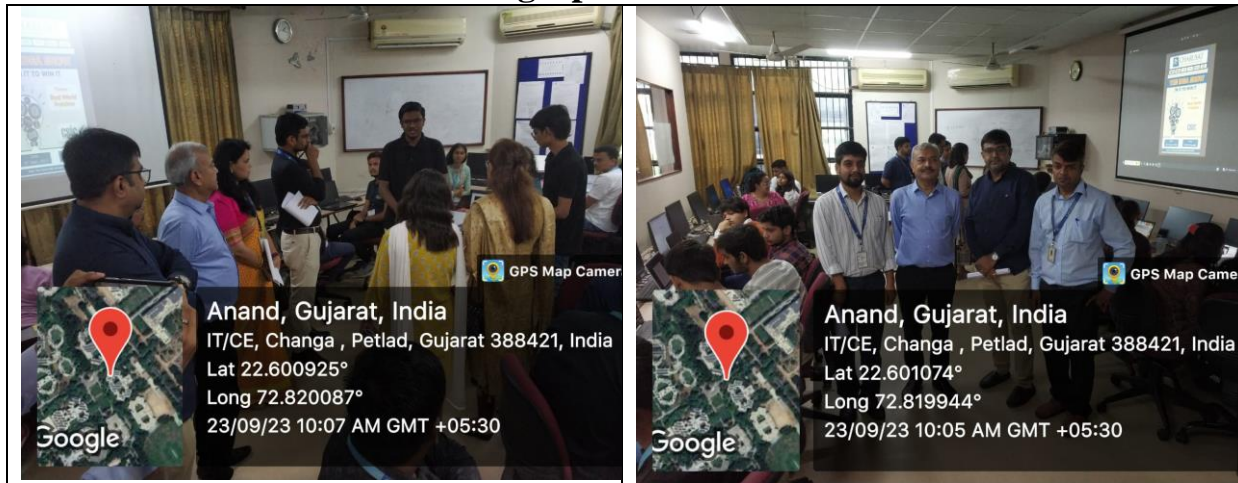 GPS Map Camer
Anand, Gujarat, India
IT/CE, Changa , Petlad, Gujarat 388421, India
Lat 22.600925°
Long 72.820087°
23/09/23 10:07 AM GMT +05:30
Google
GPS Map Came
Anand, Gujarat, India
IT/CE, Changa , Petlad, Gujarat 388421, India
Lat 22.601074°
Long 72.819944°
23/09/23 10:05 AM GMT +05:30
Google